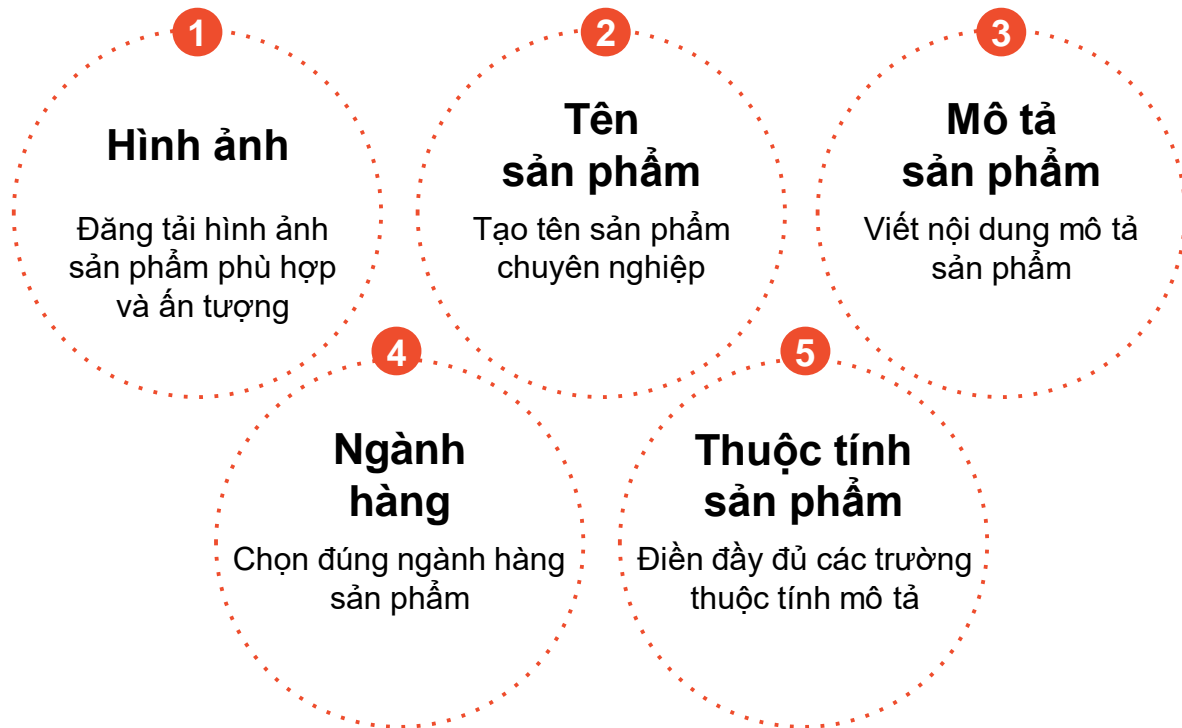 1
Hình ảnh
Đăng tải hình ảnh
sản phẩm phù hợp
và ấn tượng
2
Tên
sản phẩm
Tạo tên sản phẩm
chuyên nghiệp
3
Mô tả
sản phẩm
Viết nội dung mô tả
sản phẩm
4
Ngành
hàng
Chọn đúng ngành hàng
sản phẩm
5
Thuộc tính
sản phẩm
Điền đầy đủ các trường
thuộc tính mô tả